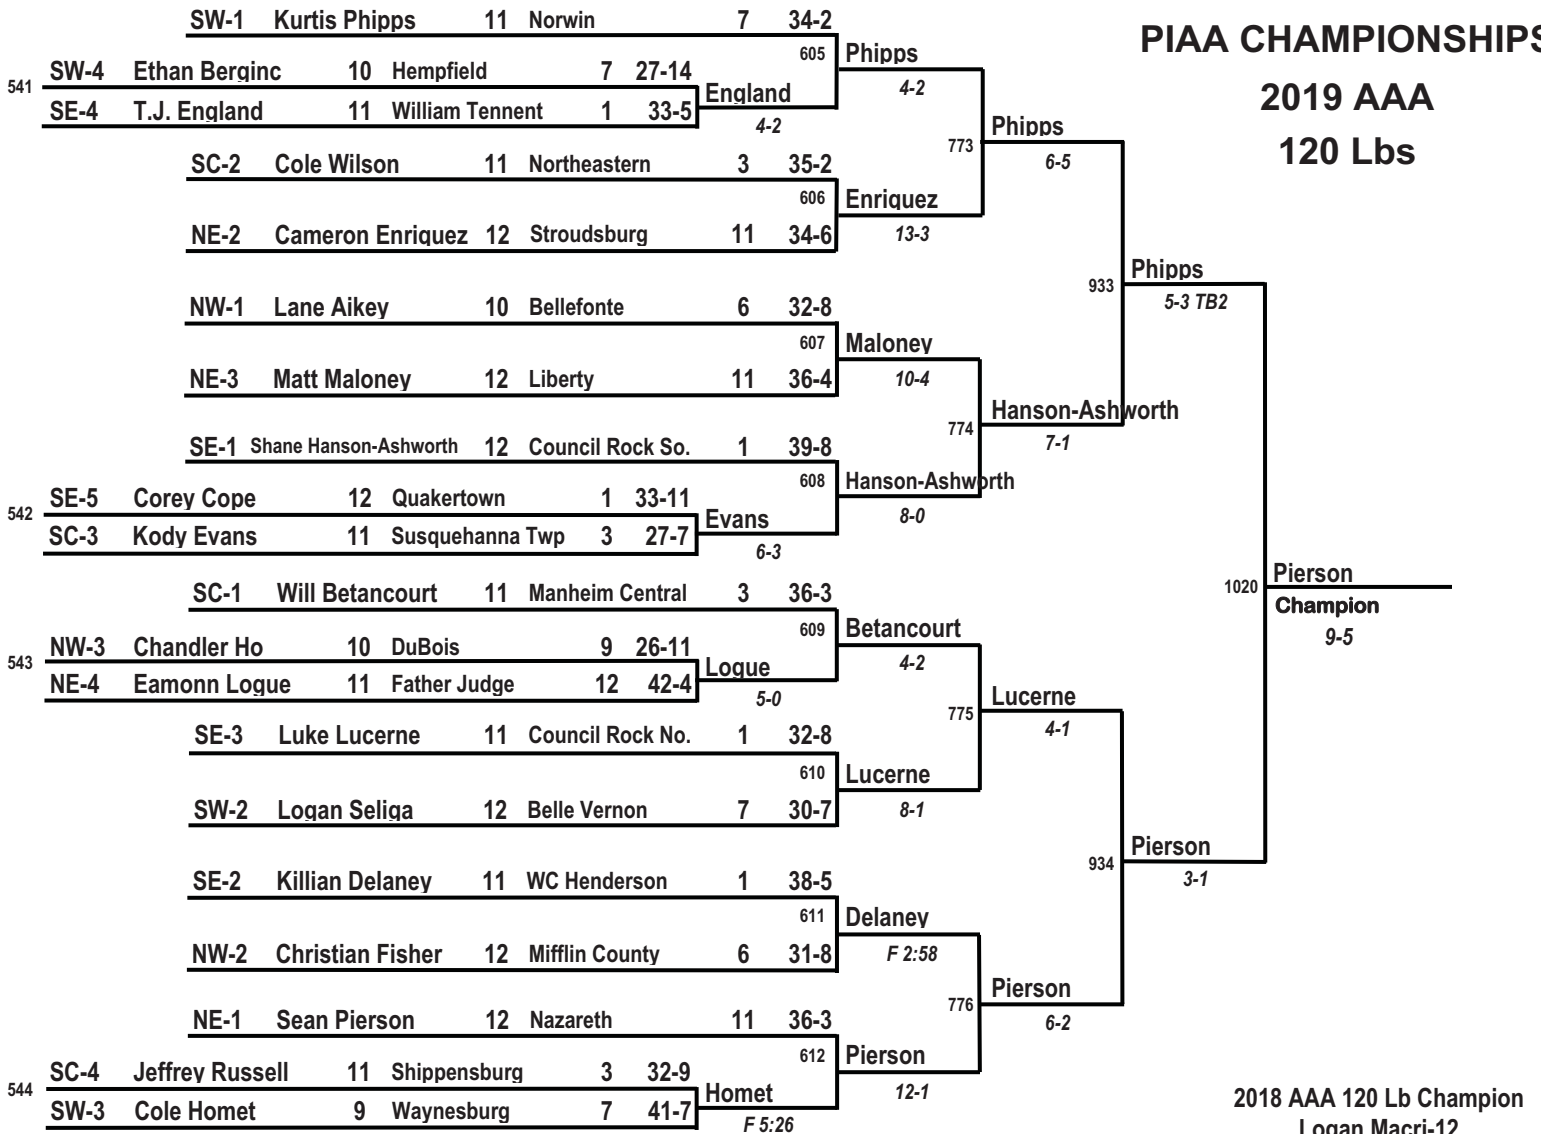 PIAA CHAMPIONSHIPS
2019 AAA
120 Lbs
SW-1 Kurtis Phipps 11 Norwin 7 34-2
605 Phipps
4-2
541 SW-4 Ethan Berginc 10 Hempfield 7 27-14
SE-4 T.J. England 11 William Tennent 1 33-5
England
4-2
773 Phipps
6-5
SC-2 Cole Wilson 11 Northeastern 3 35-2
606 Enriquez
13-3
NE-2 Cameron Enriquez 12 Stroudsburg 11 34-6
933 Phipps
5-3 TB2
NW-1 Lane Aikey 10 Bellefonte 6 32-8
607 Maloney
10-4
NE-3 Matt Maloney 12 Liberty 11 36-4
774 Hanson-Ashworth
7-1
SE-1 Shane Hanson-Ashworth 12 Council Rock So. 1 39-8
608 Hanson-Ashworth
8-0
542 SE-5 Corey Cope 12 Quakertown 1 33-11
SC-3 Kody Evans 11 Susquehanna Twp 3 27-7
Evans
6-3
1020 Pierson
Champion
9-5
SC-1 Will Betancourt 11 Manheim Central 3 36-3
609 Betancourt
4-2
543 NW-3 Chandler Ho 10 DuBois 9 26-11
NE-4 Eamonn Logue 11 Father Judge 12 42-4
Logue
5-0
775 Lucerne
4-1
SE-3 Luke Lucerne 11 Council Rock No. 1 32-8
610 Lucerne
8-1
SW-2 Logan Seliga 12 Belle Vernon 7 30-7
934 Pierson
3-1
SE-2 Killian Delaney 11 WC Henderson 1 38-5
611 Delaney
F 2:58
NW-2 Christian Fisher 12 Mifflin County 6 31-8
776 Pierson
6-2
NE-1 Sean Pierson 12 Nazareth 11 36-3
612 Pierson
12-1
544 SC-4 Jeffrey Russell 11 Shippensburg 3 32-9
SW-3 Cole Homet 9 Waynesburg 7 41-7
Homet
F 5:26
2018 AAA 120 Lb Champion
Logan Macri-12